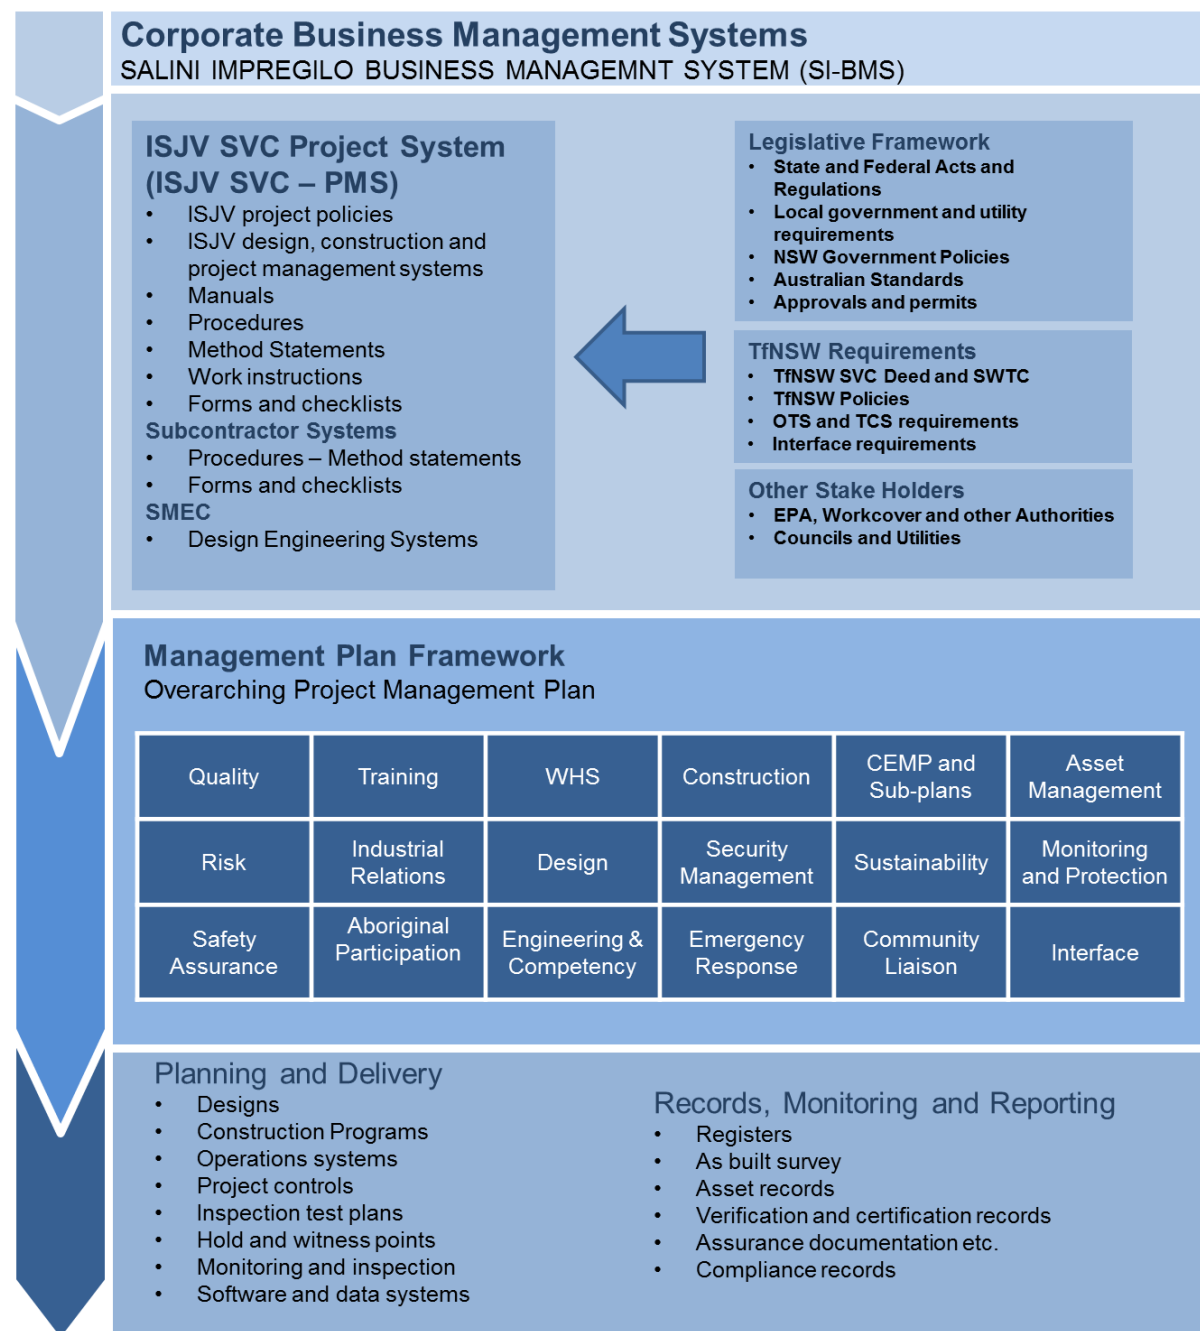 Corporate Business Management Systems
SALINI IMPREGILO BUSINESS MANAGEMNT SYSTEM (SI-BMS)
ISJV SVC Project System
(ISJV SVC – PMS)
• ISJV project policies
• ISJV design, construction and
project management systems
• Manuals
• Procedures
• Method Statements
• Work instructions
• Forms and checklists
Subcontractor Systems
• Procedures – Method statements
• Forms and checklists
SMEC
• Design Engineering Systems
Legislative Framework
• State and Federal Acts and
Regulations
• Local government and utility
requirements
• NSW Government Policies
• Australian Standards
• Approvals and permits
TfNSW Requirements
• TfNSW SVC Deed and SWTC
• TfNSW Policies
• OTS and TCS requirements
• Interface requirements
Other Stake Holders
• EPA, Workcover and other Authorities
• Councils and Utilities
Management Plan Framework
Overarching Project Management Plan
Quality
Training
WHS
Construction
CEMP and
Sub-plans
Asset
Management
Risk
Industrial
Relations
Design
Security
Management
Sustainability
Monitoring
and Protection
Safety
Assurance
Aboriginal
Participation
Engineering &
Competency
Emergency
Response
Community
Liaison
Interface
Planning and Delivery
• Designs
• Construction Programs
• Operations systems
• Project controls
• Inspection test plans
• Hold and witness points
• Monitoring and inspection
• Software and data systems
Records, Monitoring and Reporting
• Registers
• As built survey
• Asset records
• Verification and certification records
• Assurance documentation etc.
• Compliance records